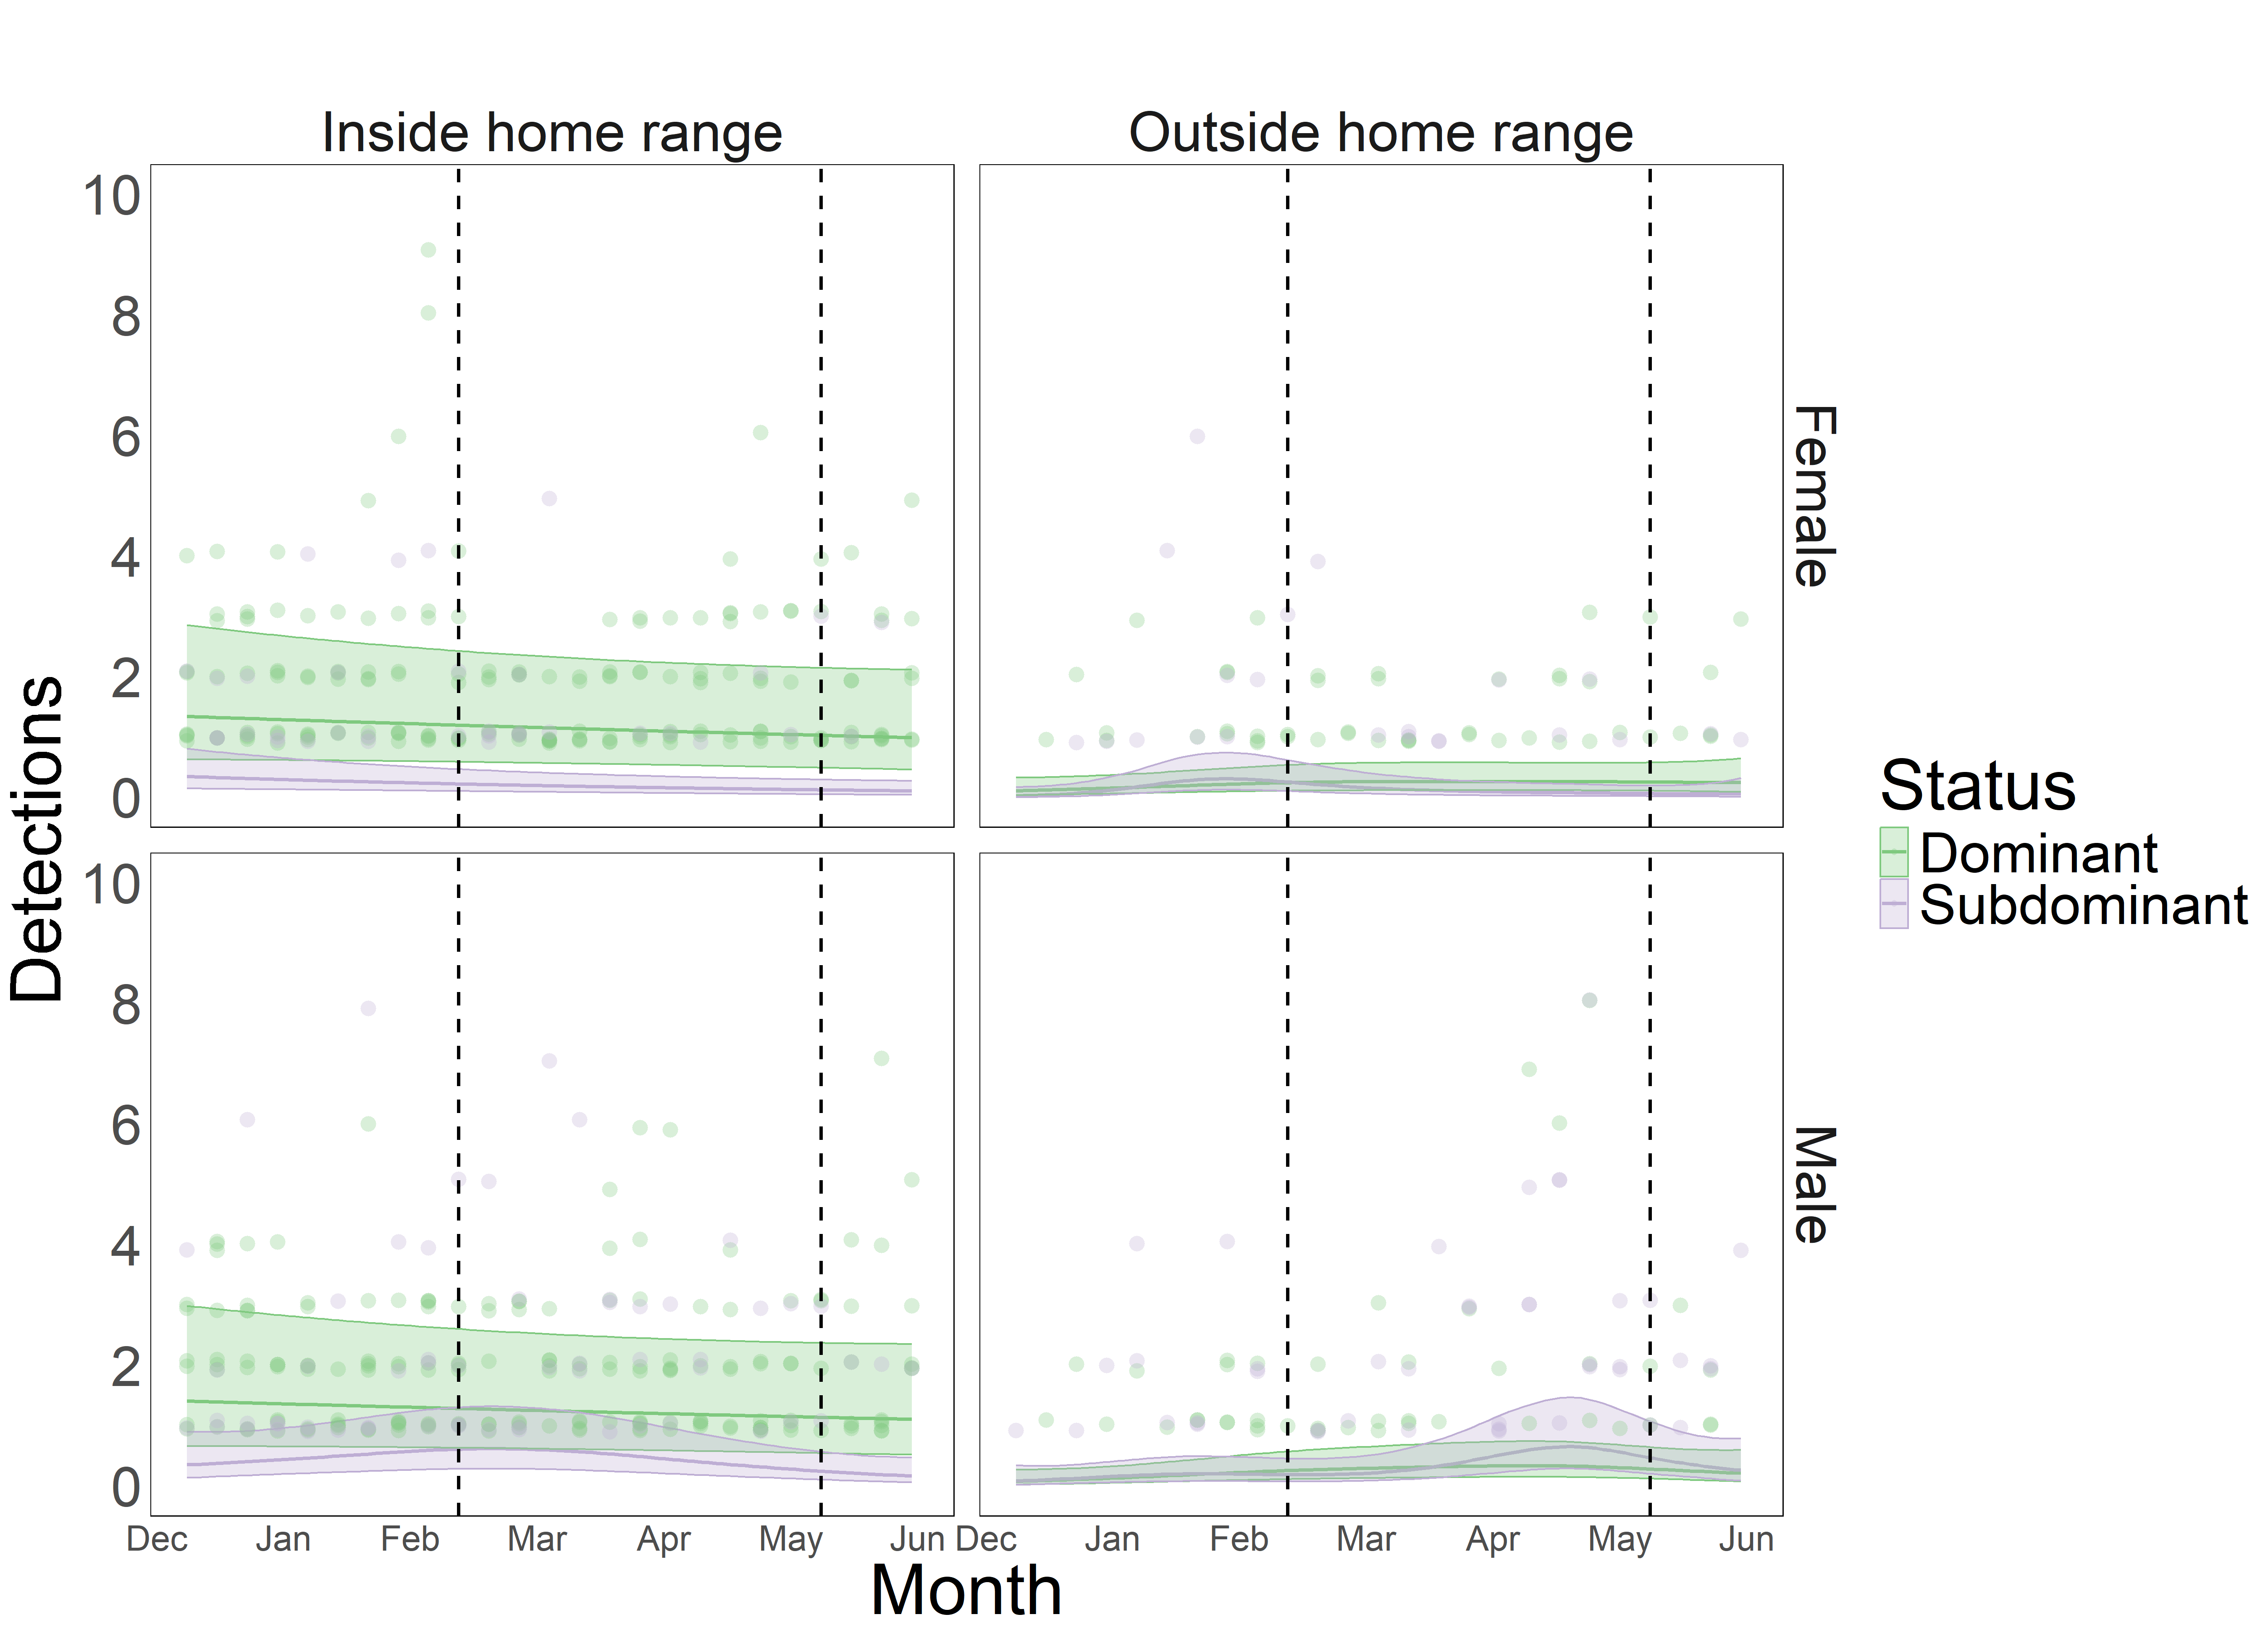 Inside home range
Outside home range
10
8
6
4
2
0
Female
Detections
Status
Dominant
Subdominant
10
8
6
4
2
0
Male
Dec Jan Feb Mar Apr May Jun
Dec Jan Feb Mar Apr May Jun
Month